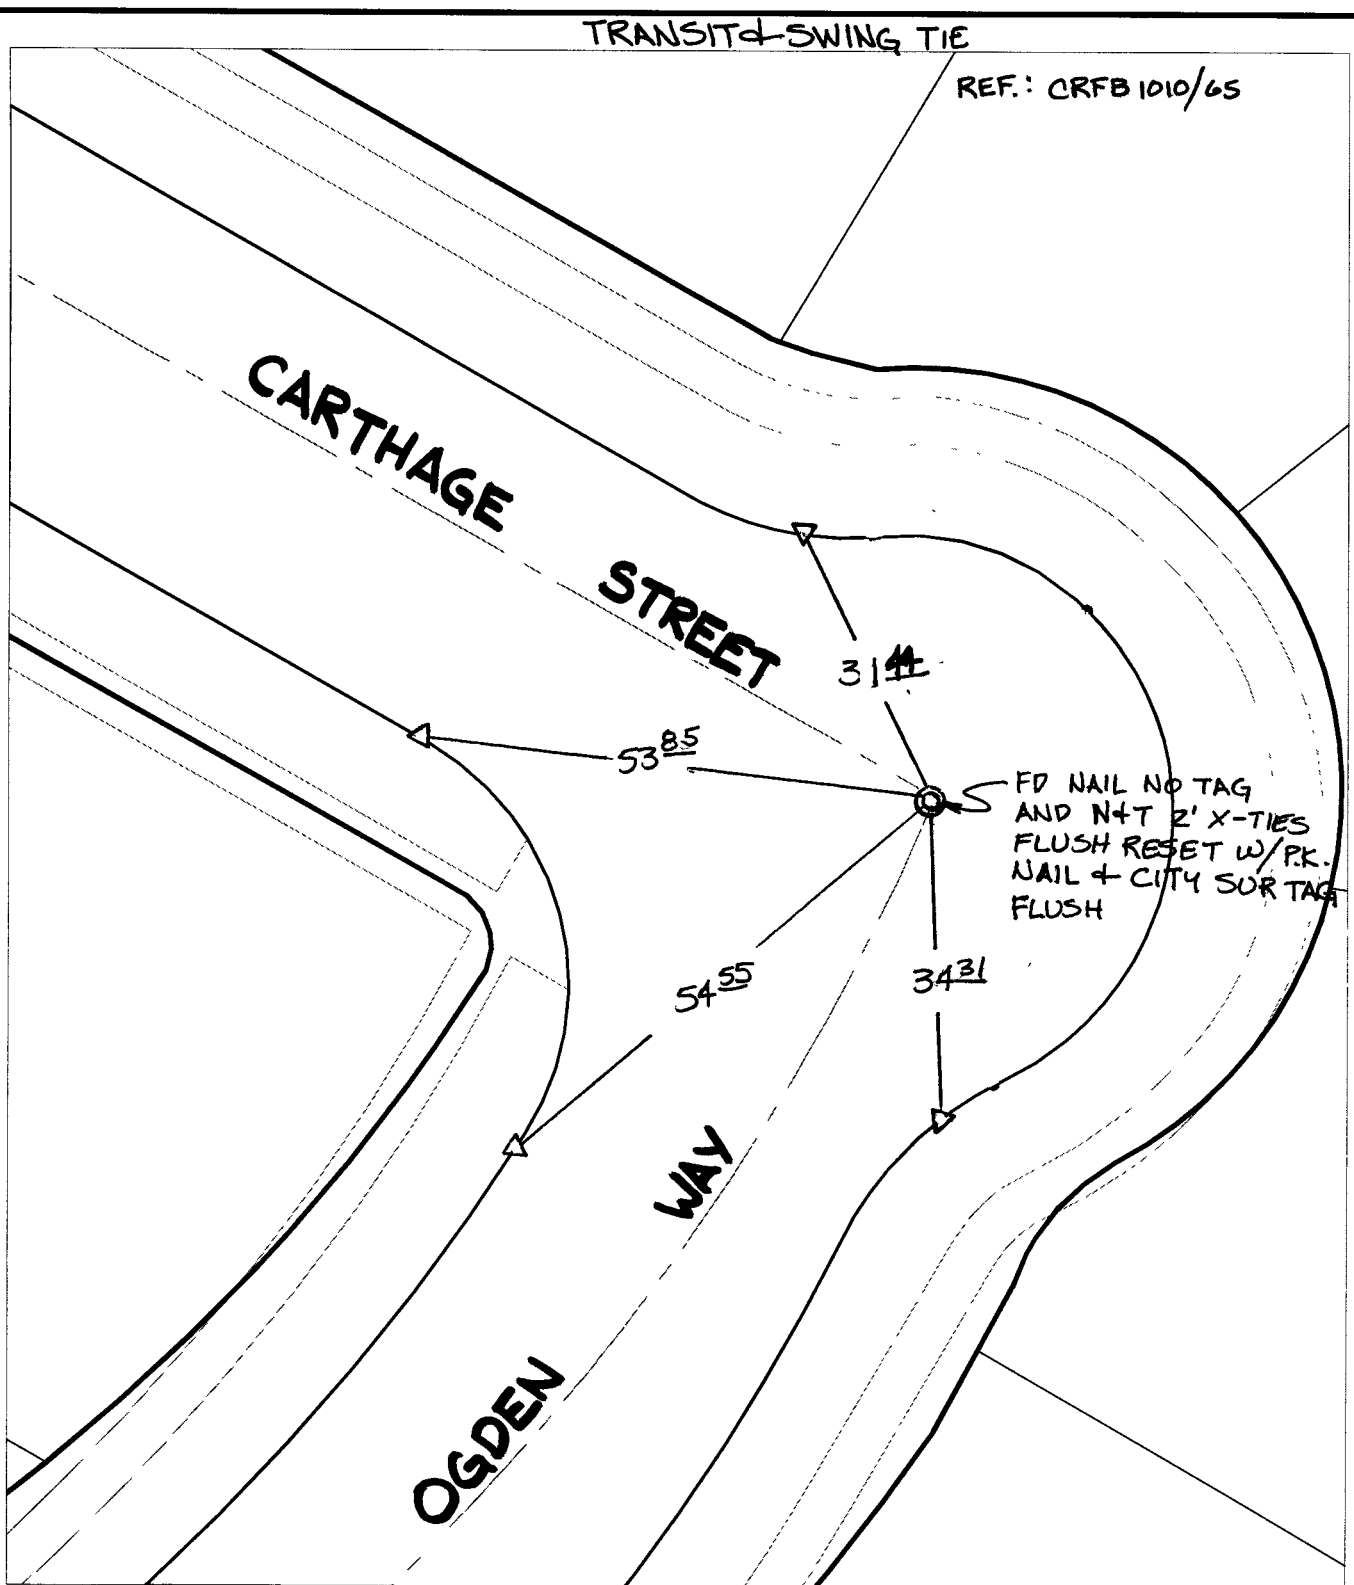 TRANSIT & SWING TIE
REF.: CRFB 1010/65
CARTHAGE STREET
31 44
53 85
FD NAIL NO TAG
AND N&T 2' X-TIES
FLUSH RESET W/P.K.
NAIL & CITY SUR TAG
FLUSH
54 55
34 31
OGDEN WAY